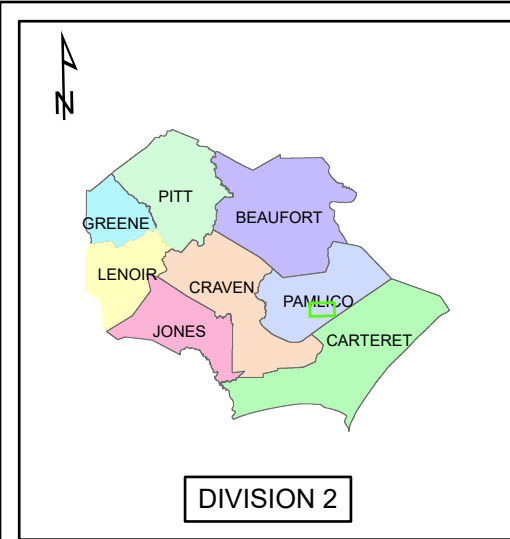 N
PITT
GREENE
BEAUFORT
LENOIR
CRAVEN
PAMLICO
JONES
CARTERET
DIVISION 2